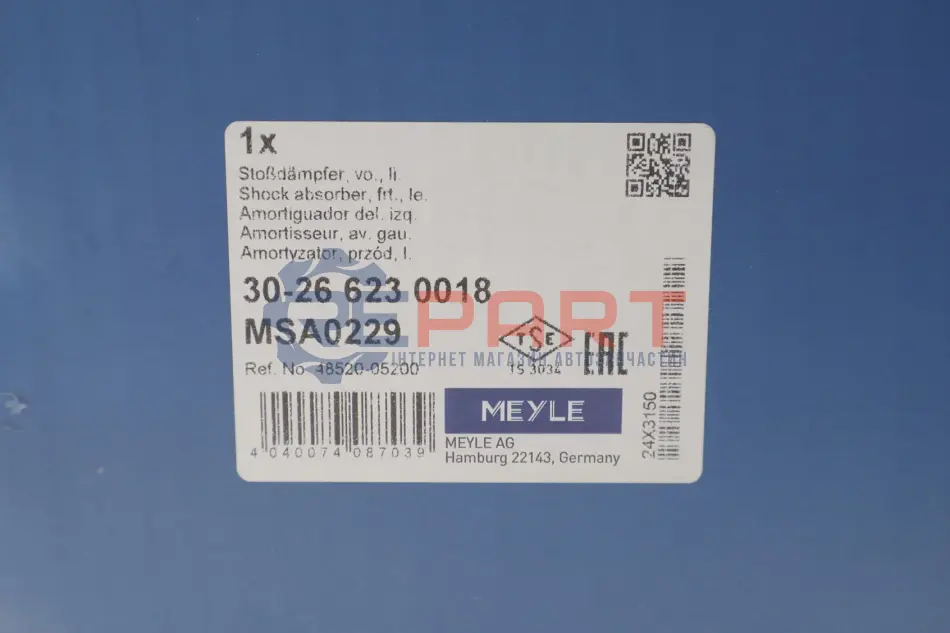 1x
Stoßdämpfer, vo., li.
Shock absorber, frt., le.
Amortiguador del. izq.
Amortisseur, av. gau.
Amortyzator, przód, l.
30-26 623 0018
MSA0229
Ref. No. 48520-05200
TSE
TS 3034
EAC
PART
ІНТЕРНЕТ МАГАЗИН АВТОЗАПЧАСТИН
MEYLE
MEYLE AG
Hamburg 22143, Germany
4 040074 087039
24X3150